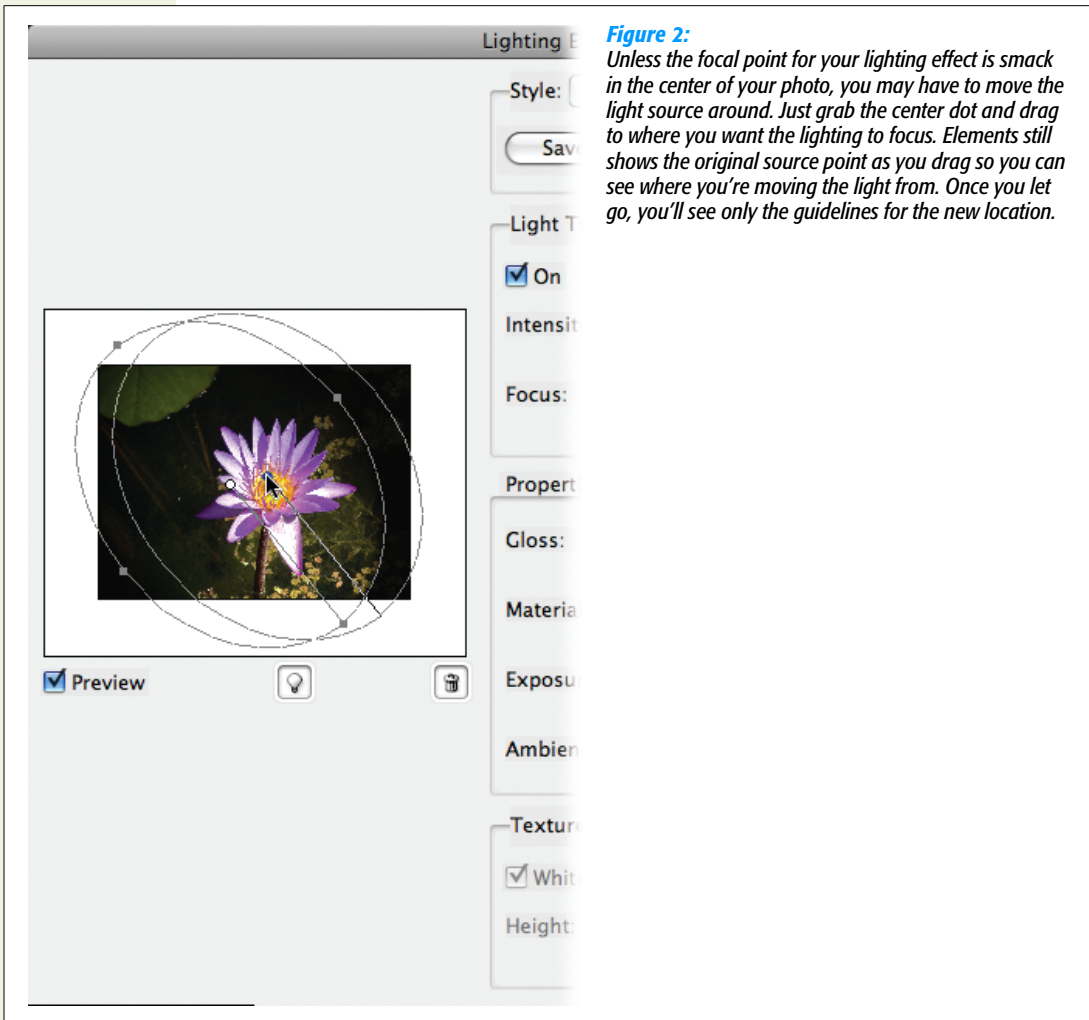 Lighting E
Style:
Save
Light T
On
Intensit
Focus:
Propert
Gloss:
Materia
Exposu
Ambien
Texture
Whit
Height:
Preview
Figure 2:
Unless the focal point for your lighting effect is smack
in the center of your photo, you may have to move the
light source around. Just grab the center dot and drag
to where you want the lighting to focus. Elements still
shows the original source point as you drag so you can
see where you’re moving the light from. Once you let
go, you’ll see only the guidelines for the new location.